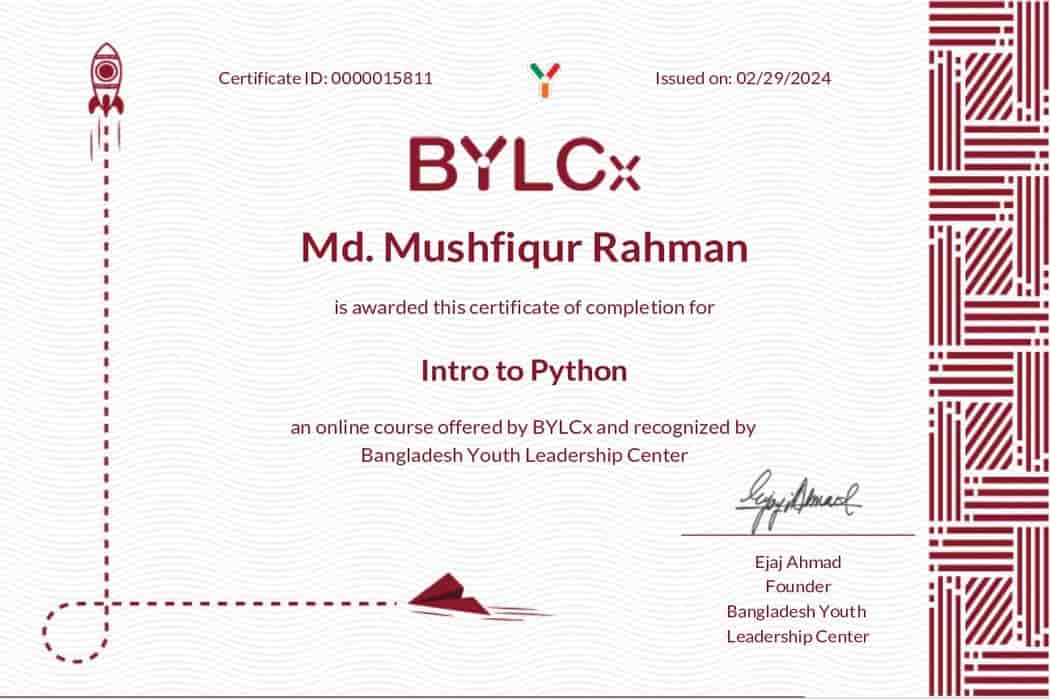 Certificate ID: 0000015811
Issued on: 02/29/2024
BYLCx
Md. Mushfiqur Rahman
is awarded this certificate of completion for
Intro to Python
an online course offered by BYLCx and recognized by
Bangladesh Youth Leadership Center
Ejaj Ahmad
Ejaj Ahmad
Founder
Bangladesh Youth
Leadership Center